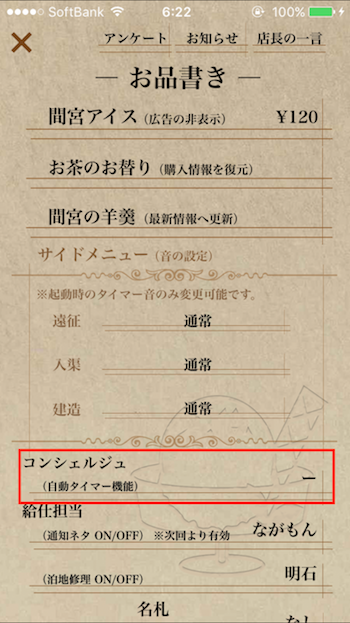 SoftBank 6:22 100%
アンケート お知らせ 店長の一言
― お品書き ―
間宮アイス（広告の非表示） ¥120
お茶のお替り（購入情報を復元）
間宮の羊羹（最新情報へ更新）
サイドメニュー（音の設定）
※起動時のタイマー音のみ変更可能です。
遠征 通常
入渠 通常
建造 通常
コンシェルジュ
（自動タイマー機能） ー
給仕担当
（通知ネタ ON/OFF） ※次回より有効 ながもん
（泊地修理 ON/OFF） 明石
名札
なし